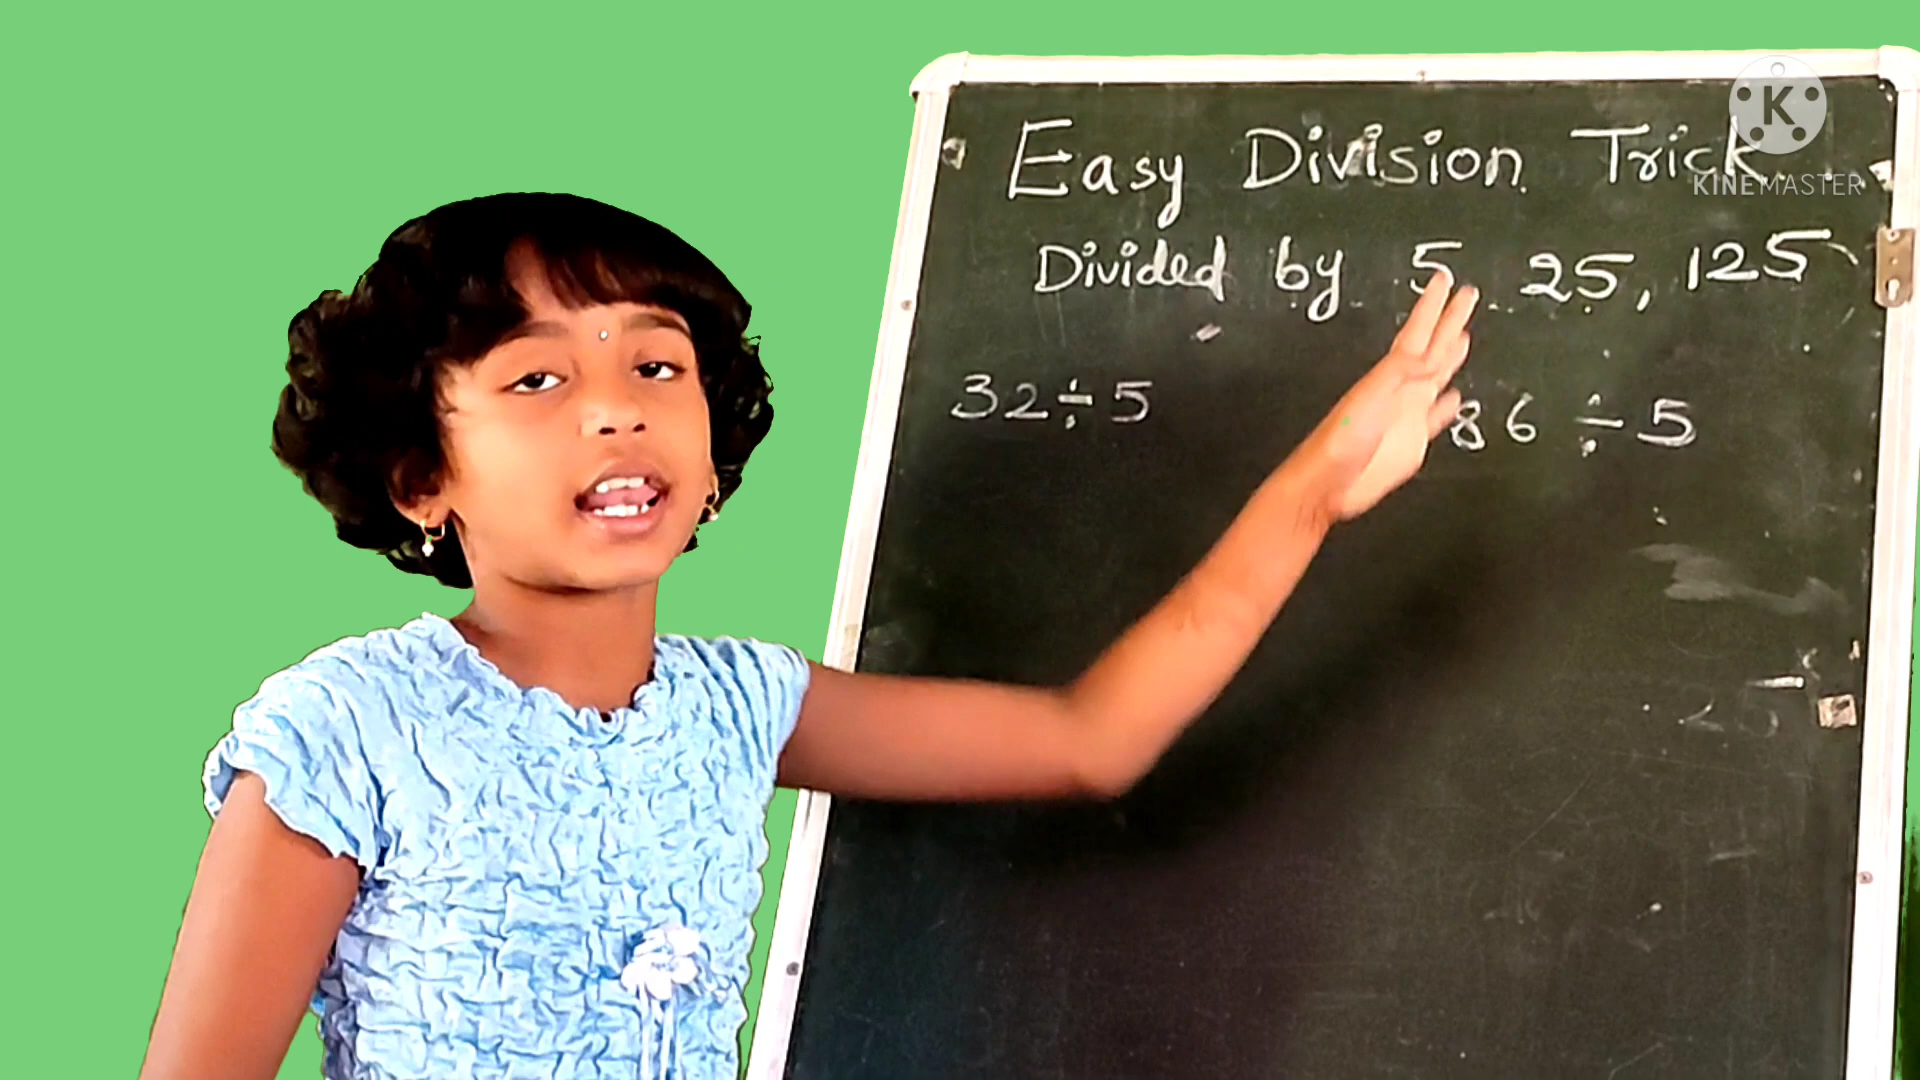 Easy Division Trick
KINEMASTER
Divided by 5, 25, 125
32÷5
86÷5